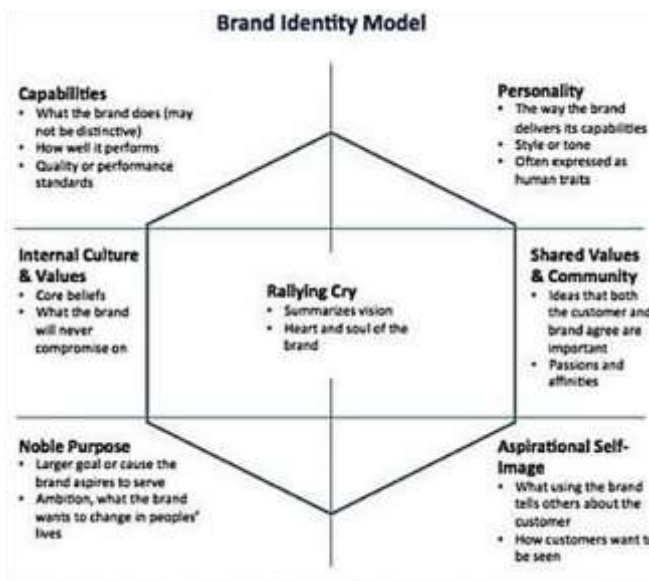 Brand Identity Model
Capabilities
• What the brand does (may
not be distinctive)
• How well it performs
• Quality or performance
standards
Personality
• The way the brand
delivers its capabilities
• Style or tone
• Often expressed as
human traits
Internal Culture
& Values
• Core beliefs
• What the brand
will never
compromise on
Rallying Cry
• Summarizes vision
• Heart and soul of the
brand
Shared Values
& Community
• Ideas that both
the customer and
brand agree are
important
• Passions and
affinities
Noble Purpose
• Larger goal or cause the
brand aspires to serve
• Ambition, what the brand
wants to change in peoples'
lives
Aspirational Self-
Image
• What using the brand
tells others about the
customer
• How customers want to
be seen